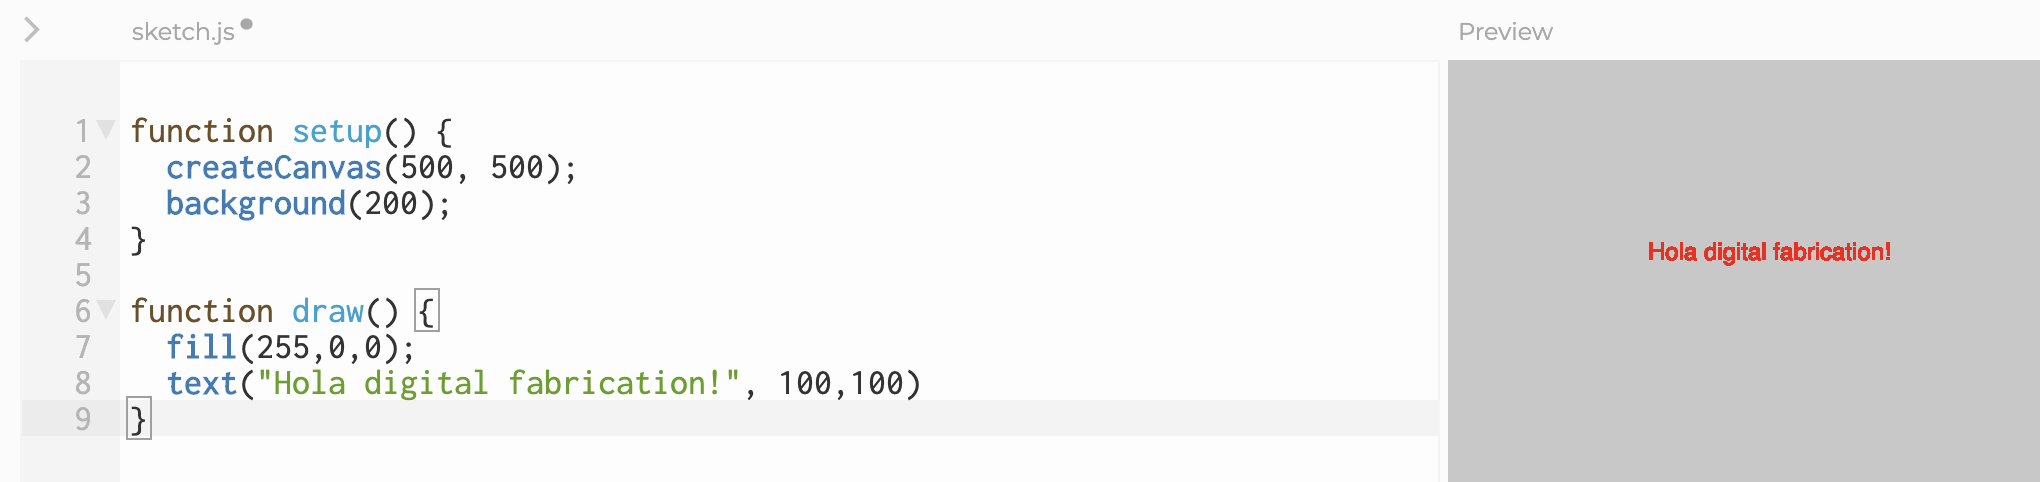 sketch.js
Preview
1 function setup() {
2 createCanvas(500, 500);
3 background(200);
4 }
5
6 function draw() {
7 fill(255,0,0);
8 text("Hola digital fabrication!", 100,100)
9 }
Hola digital fabrication!